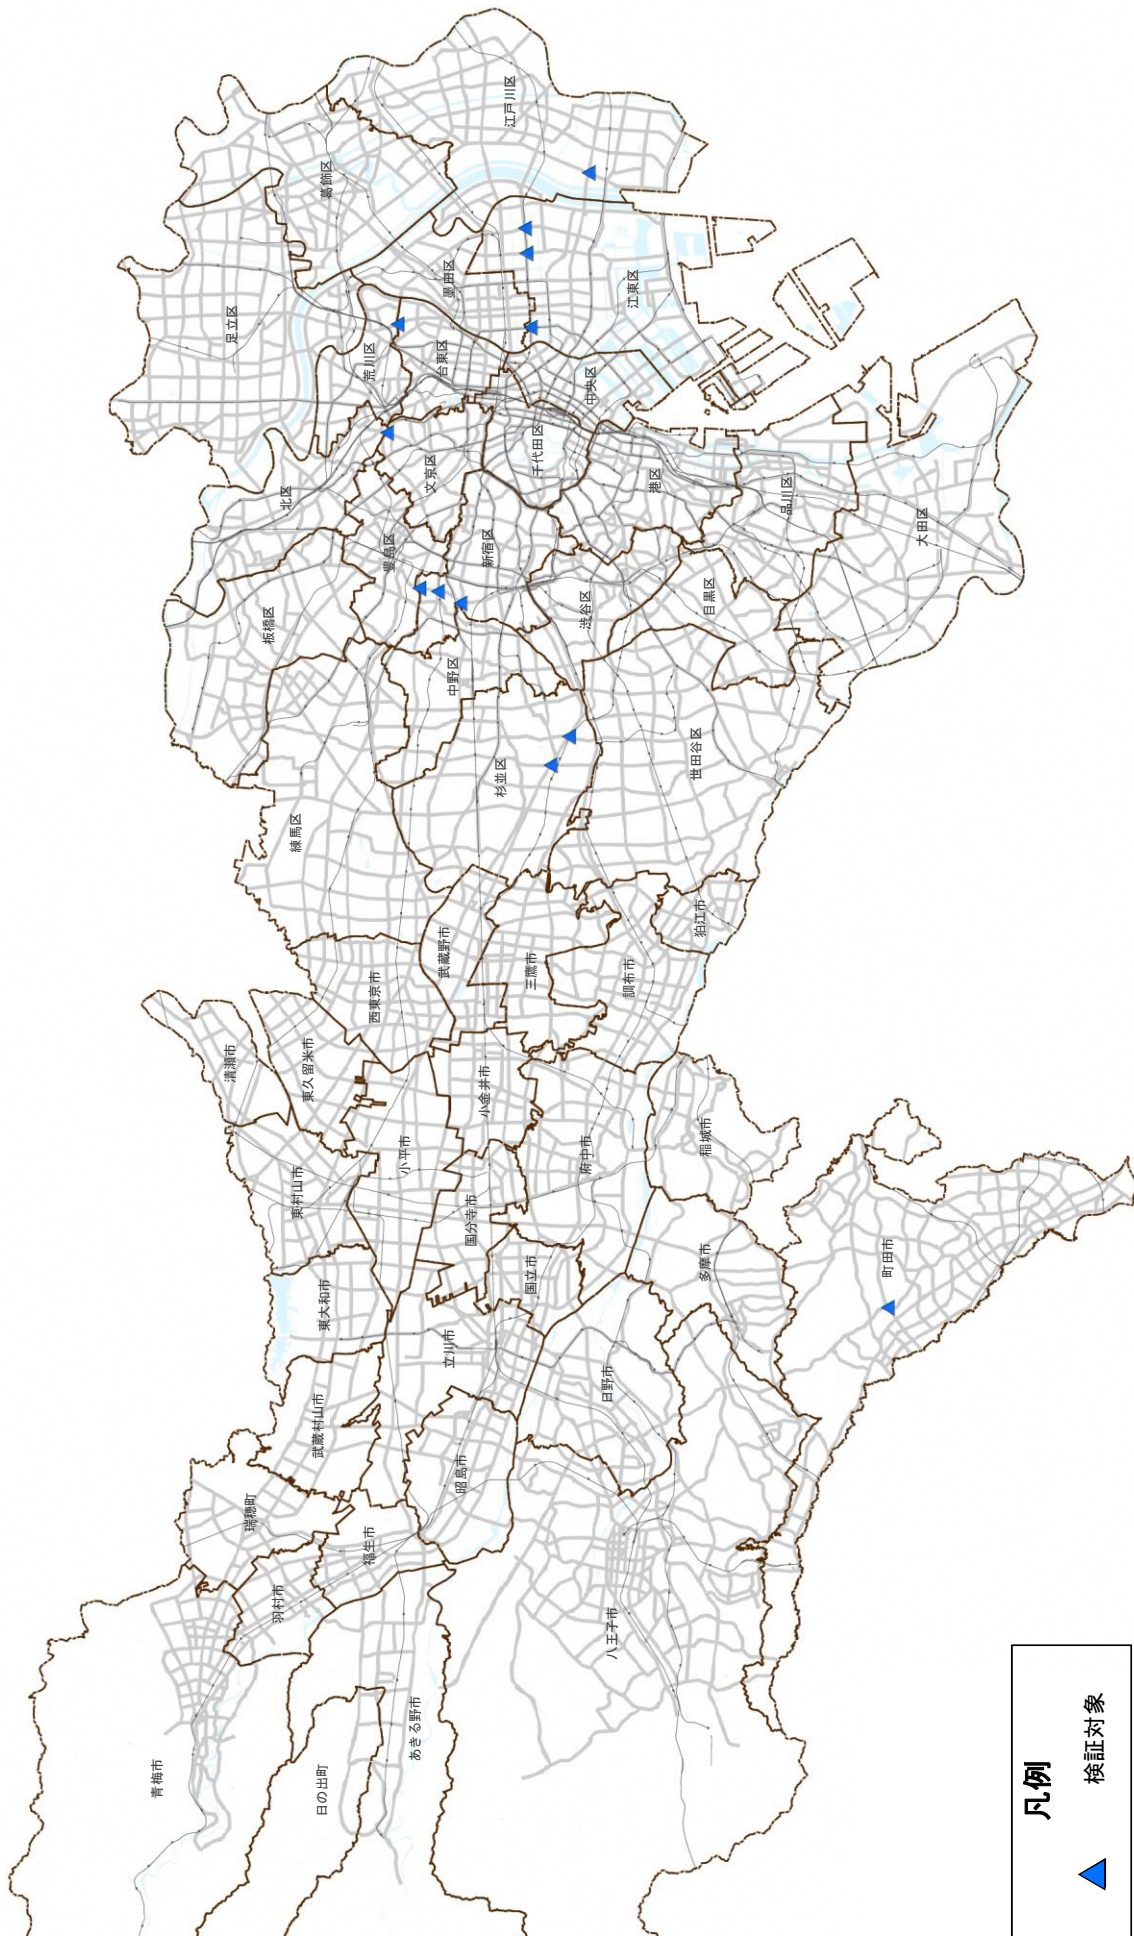 青梅市
日の出町
あきる野市
羽村市
瑞穂町
福生市
八王子市
武蔵村山市
昭島市
日野市
東大和市
立川市
国立市
多摩市
町田市
東村山市
小平市
国分寺市
府中市
稲城市
清瀬市
東久留米市
小金井市
西東京市
武蔵野市
三鷹市
調布市
狛江市
練馬区
杉並区
世田谷区
板橋区
中野区
豊島区
新宿区
渋谷区
目黒区
北区
文京区
千代田区
港区
品川区
大田区
足立区
荒川区
台東区
中央区
葛飾区
墨田区
江東区
江戸川区
凡例
検証対象